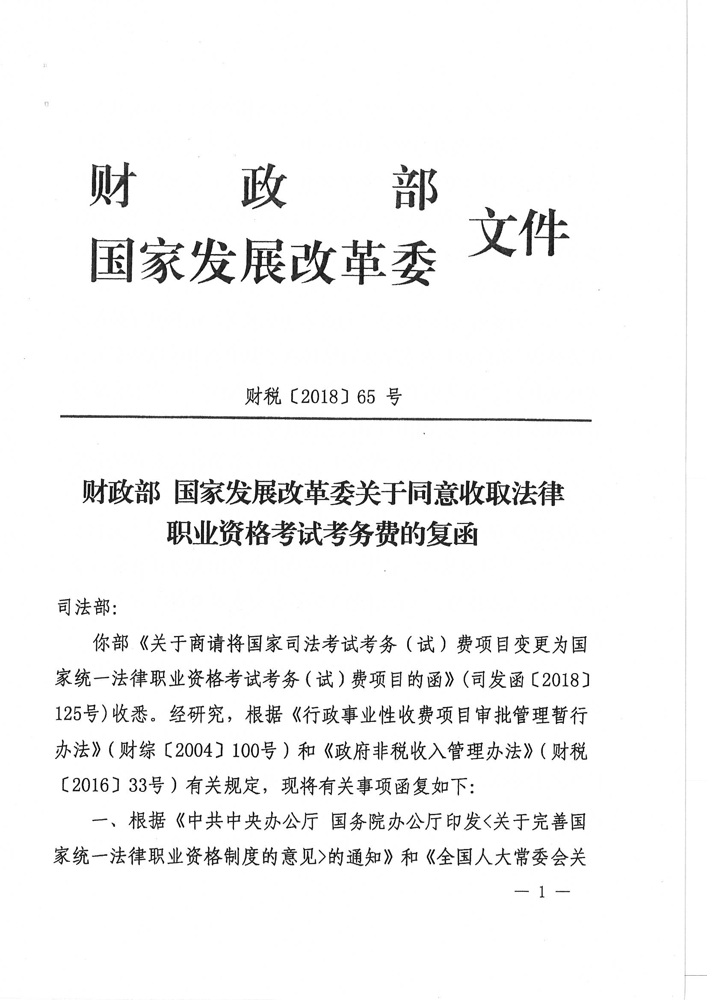 财政部
国家发展改革委
文件
财税〔2018〕65 号
财政部 国家发展改革委关于同意收取法律
职业资格考试考务费的复函
司法部：
你部《关于商请将国家司法考试考务（试）费项目变更为国
家统一法律职业资格考试考务（试）费项目的函》（司发函〔2018〕
125号）收悉。经研究，根据《行政事业性收费项目审批管理暂行
办法》（财综〔2004〕100号）和《政府非税收入管理办法》（财税
〔2016〕33号）有关规定，现将有关事项函复如下：
一、根据《中共中央办公厅 国务院办公厅印发<关于完善国
家统一法律职业资格制度的意见>的通知》和《全国人大常委会关
— 1 —